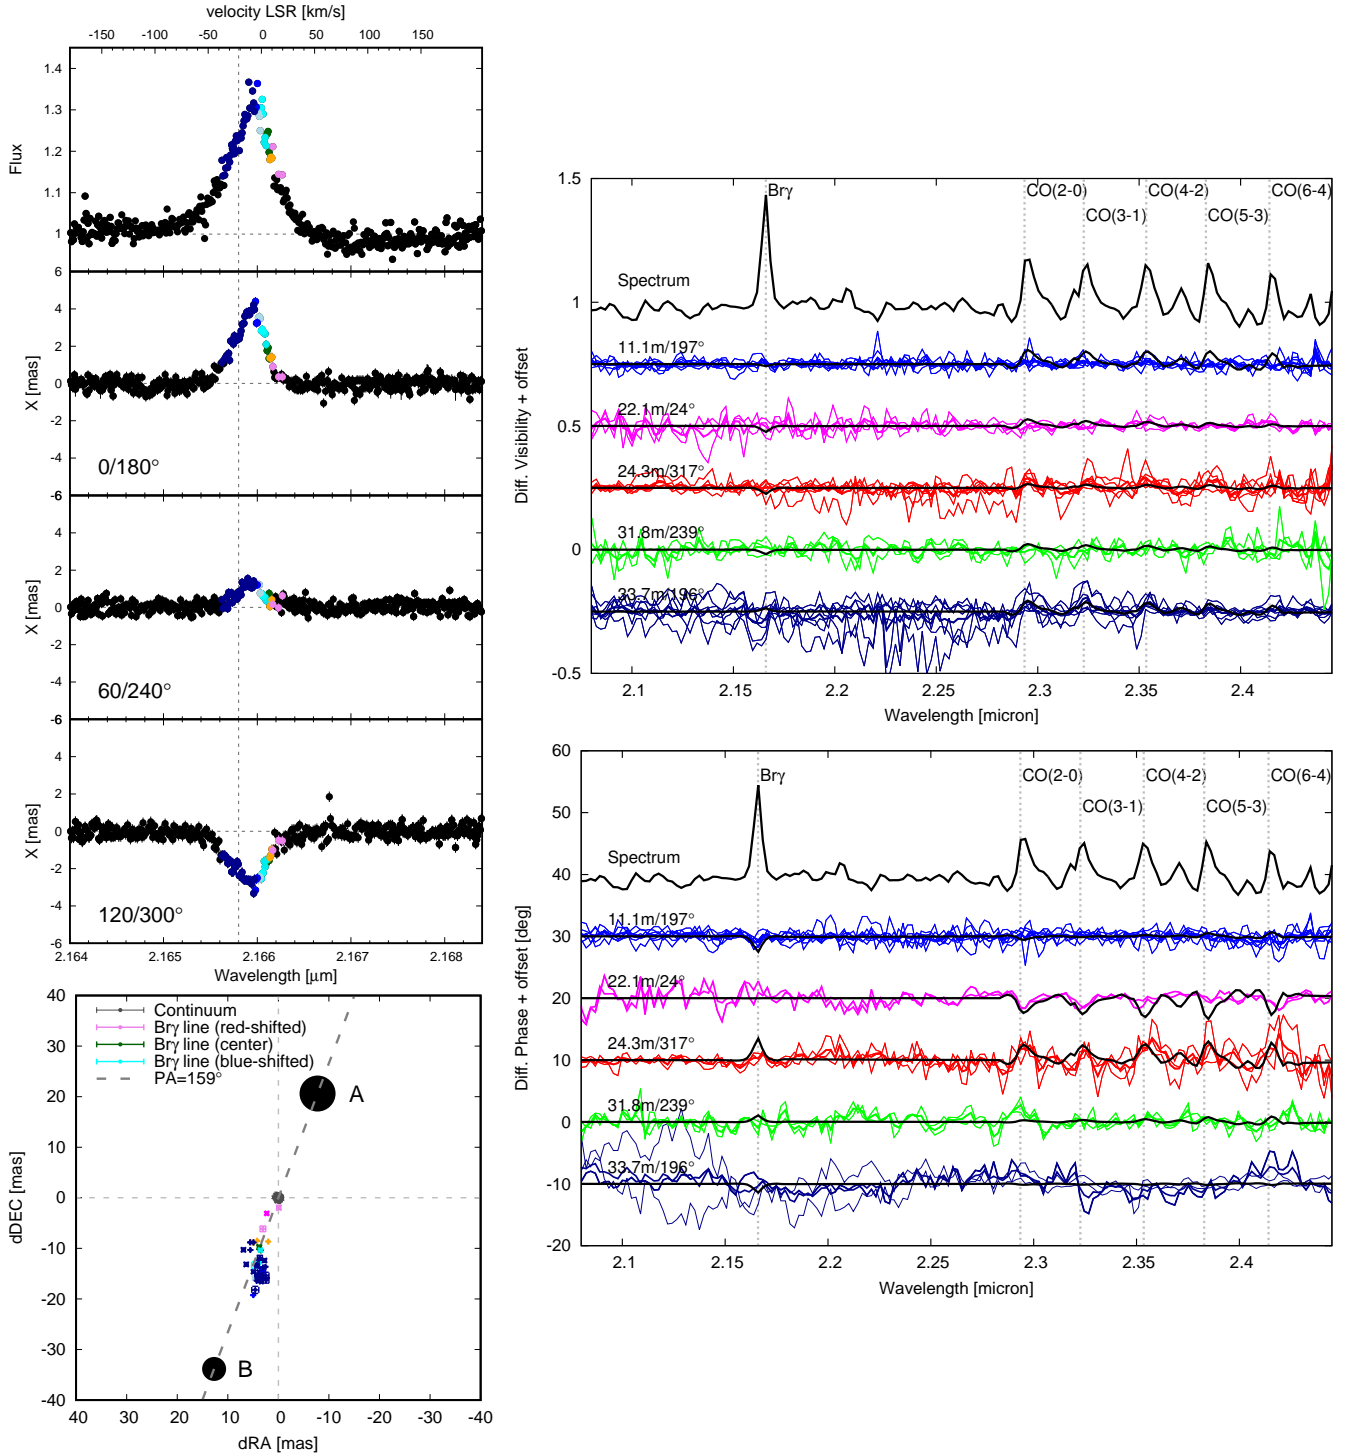 velocity LSR [km/s]
-150 -100 -50 0 50 100 150
Flux
1.4
1.3
1.2
1.1
1
X [mas]
6
4
2
0
-2
-4
0/180°
X [mas]
-6
4
2
0
-2
-4
60/240°
X [mas]
-6
4
2
0
-2
-4
-6
120/300°
2.164 2.165 2.166 2.167 2.168
Wavelength [μm]
dDEC [mas]
40
30
20
10
0
-10
-20
-30
-40
Continuum
Brγ line (red-shifted)
Brγ line (center)
Brγ line (blue-shifted)
PA=159°
A
B
40 30 20 10 0 -10 -20 -30 -40
dRA [mas]
Diff. Visibility + offset
1.5
1
0.5
0
-0.5
Brγ CO(2-0) CO(4-2) CO(6-4)
CO(3-1) CO(5-3)
Spectrum
11.1m/197°
22.1m/24°
24.3m/317°
31.8m/239°
33.7m/196°
2.1 2.15 2.2 2.25 2.3 2.35 2.4
Wavelength [micron]
Diff. Phase + offset [deg]
60
50
40
30
20
10
0
-10
-20
Brγ CO(2-0) CO(4-2) CO(6-4)
CO(3-1) CO(5-3)
Spectrum
11.1m/197°
22.1m/24°
24.3m/317°
31.8m/239°
33.7m/196°
2.1 2.15 2.2 2.25 2.3 2.35 2.4
Wavelength [micron]